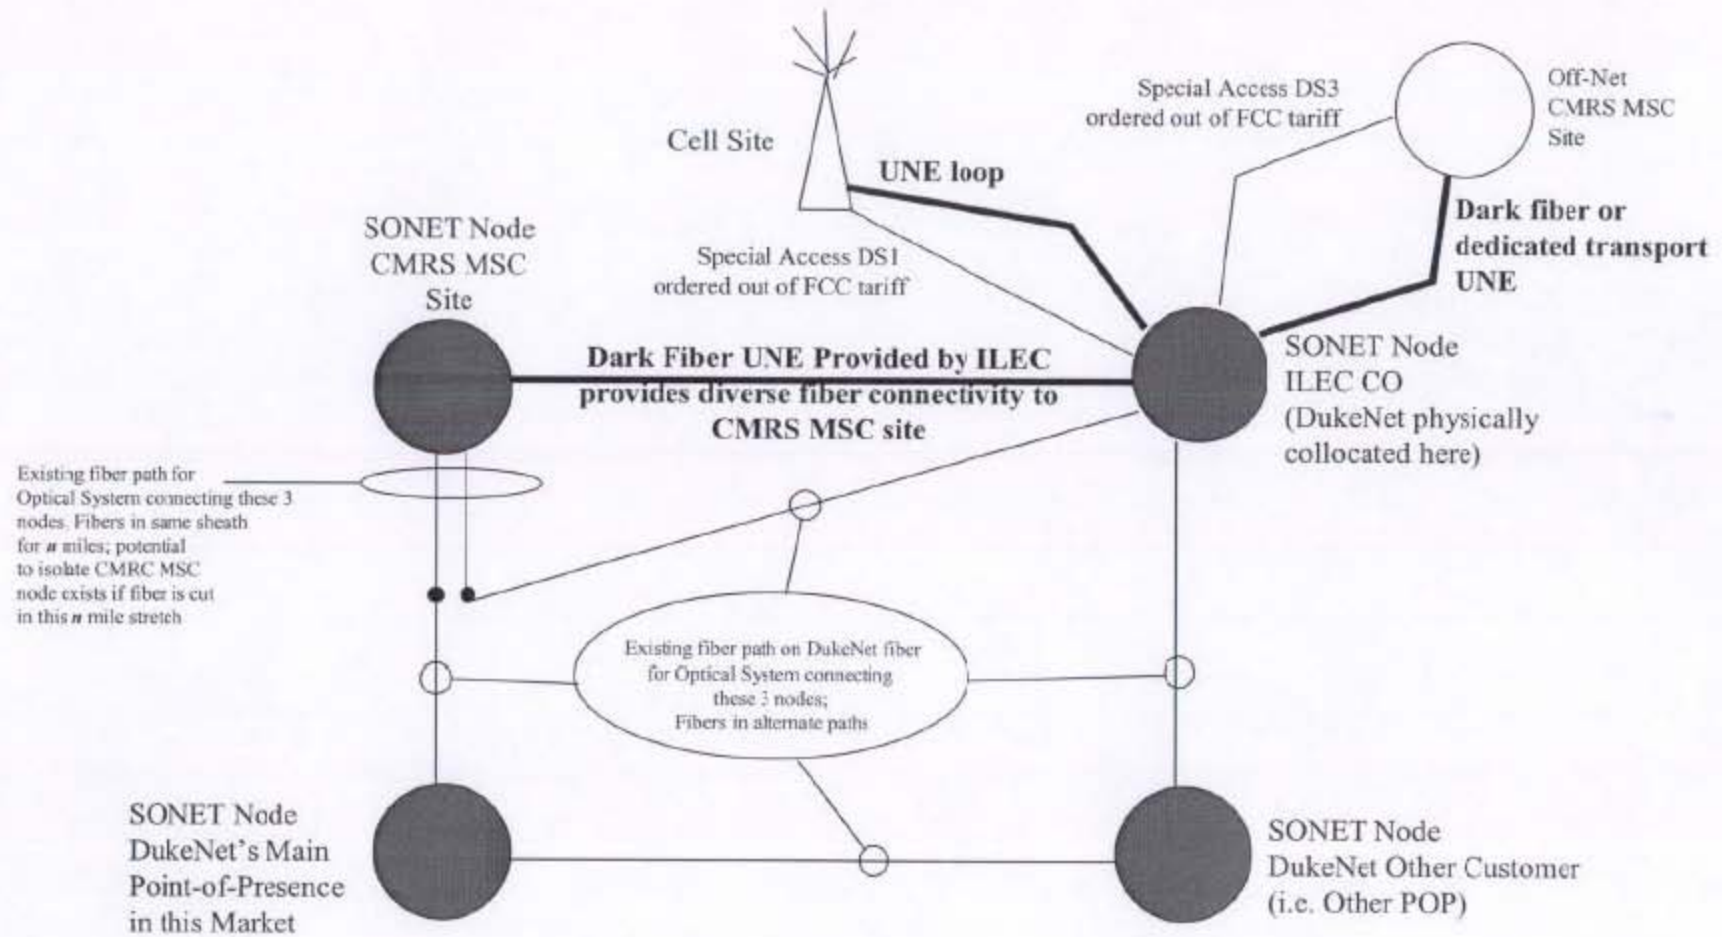 Cell Site
UNE loop
Special Access DS3
ordered out of FCC tariff
Off-Net
CMRS MSC
Site
Dark fiber or
dedicated transport
UNE
SONET Node
CMRS MSC
Site
Special Access DS1
ordered out of FCC tariff
Dark Fiber UNE Provided by ILEC
provides diverse fiber connectivity to
CMRS MSC site
SONET Node
ILEC CO
(DukeNet physically
collocated here)
Existing fiber path for
Optical System connecting these 3
nodes. Fibers in same sheath
for n miles; potential
to isolate CMRC MSC
node exists if fiber is cut
in this n mile stretch
Existing fiber path on DukeNet fiber
for Optical System connecting
these 3 nodes;
Fibers in alternate paths
SONET Node
DukeNet's Main
Point-of-Presence
in this Market
SONET Node
DukeNet Other Customer
(i.e. Other POP)